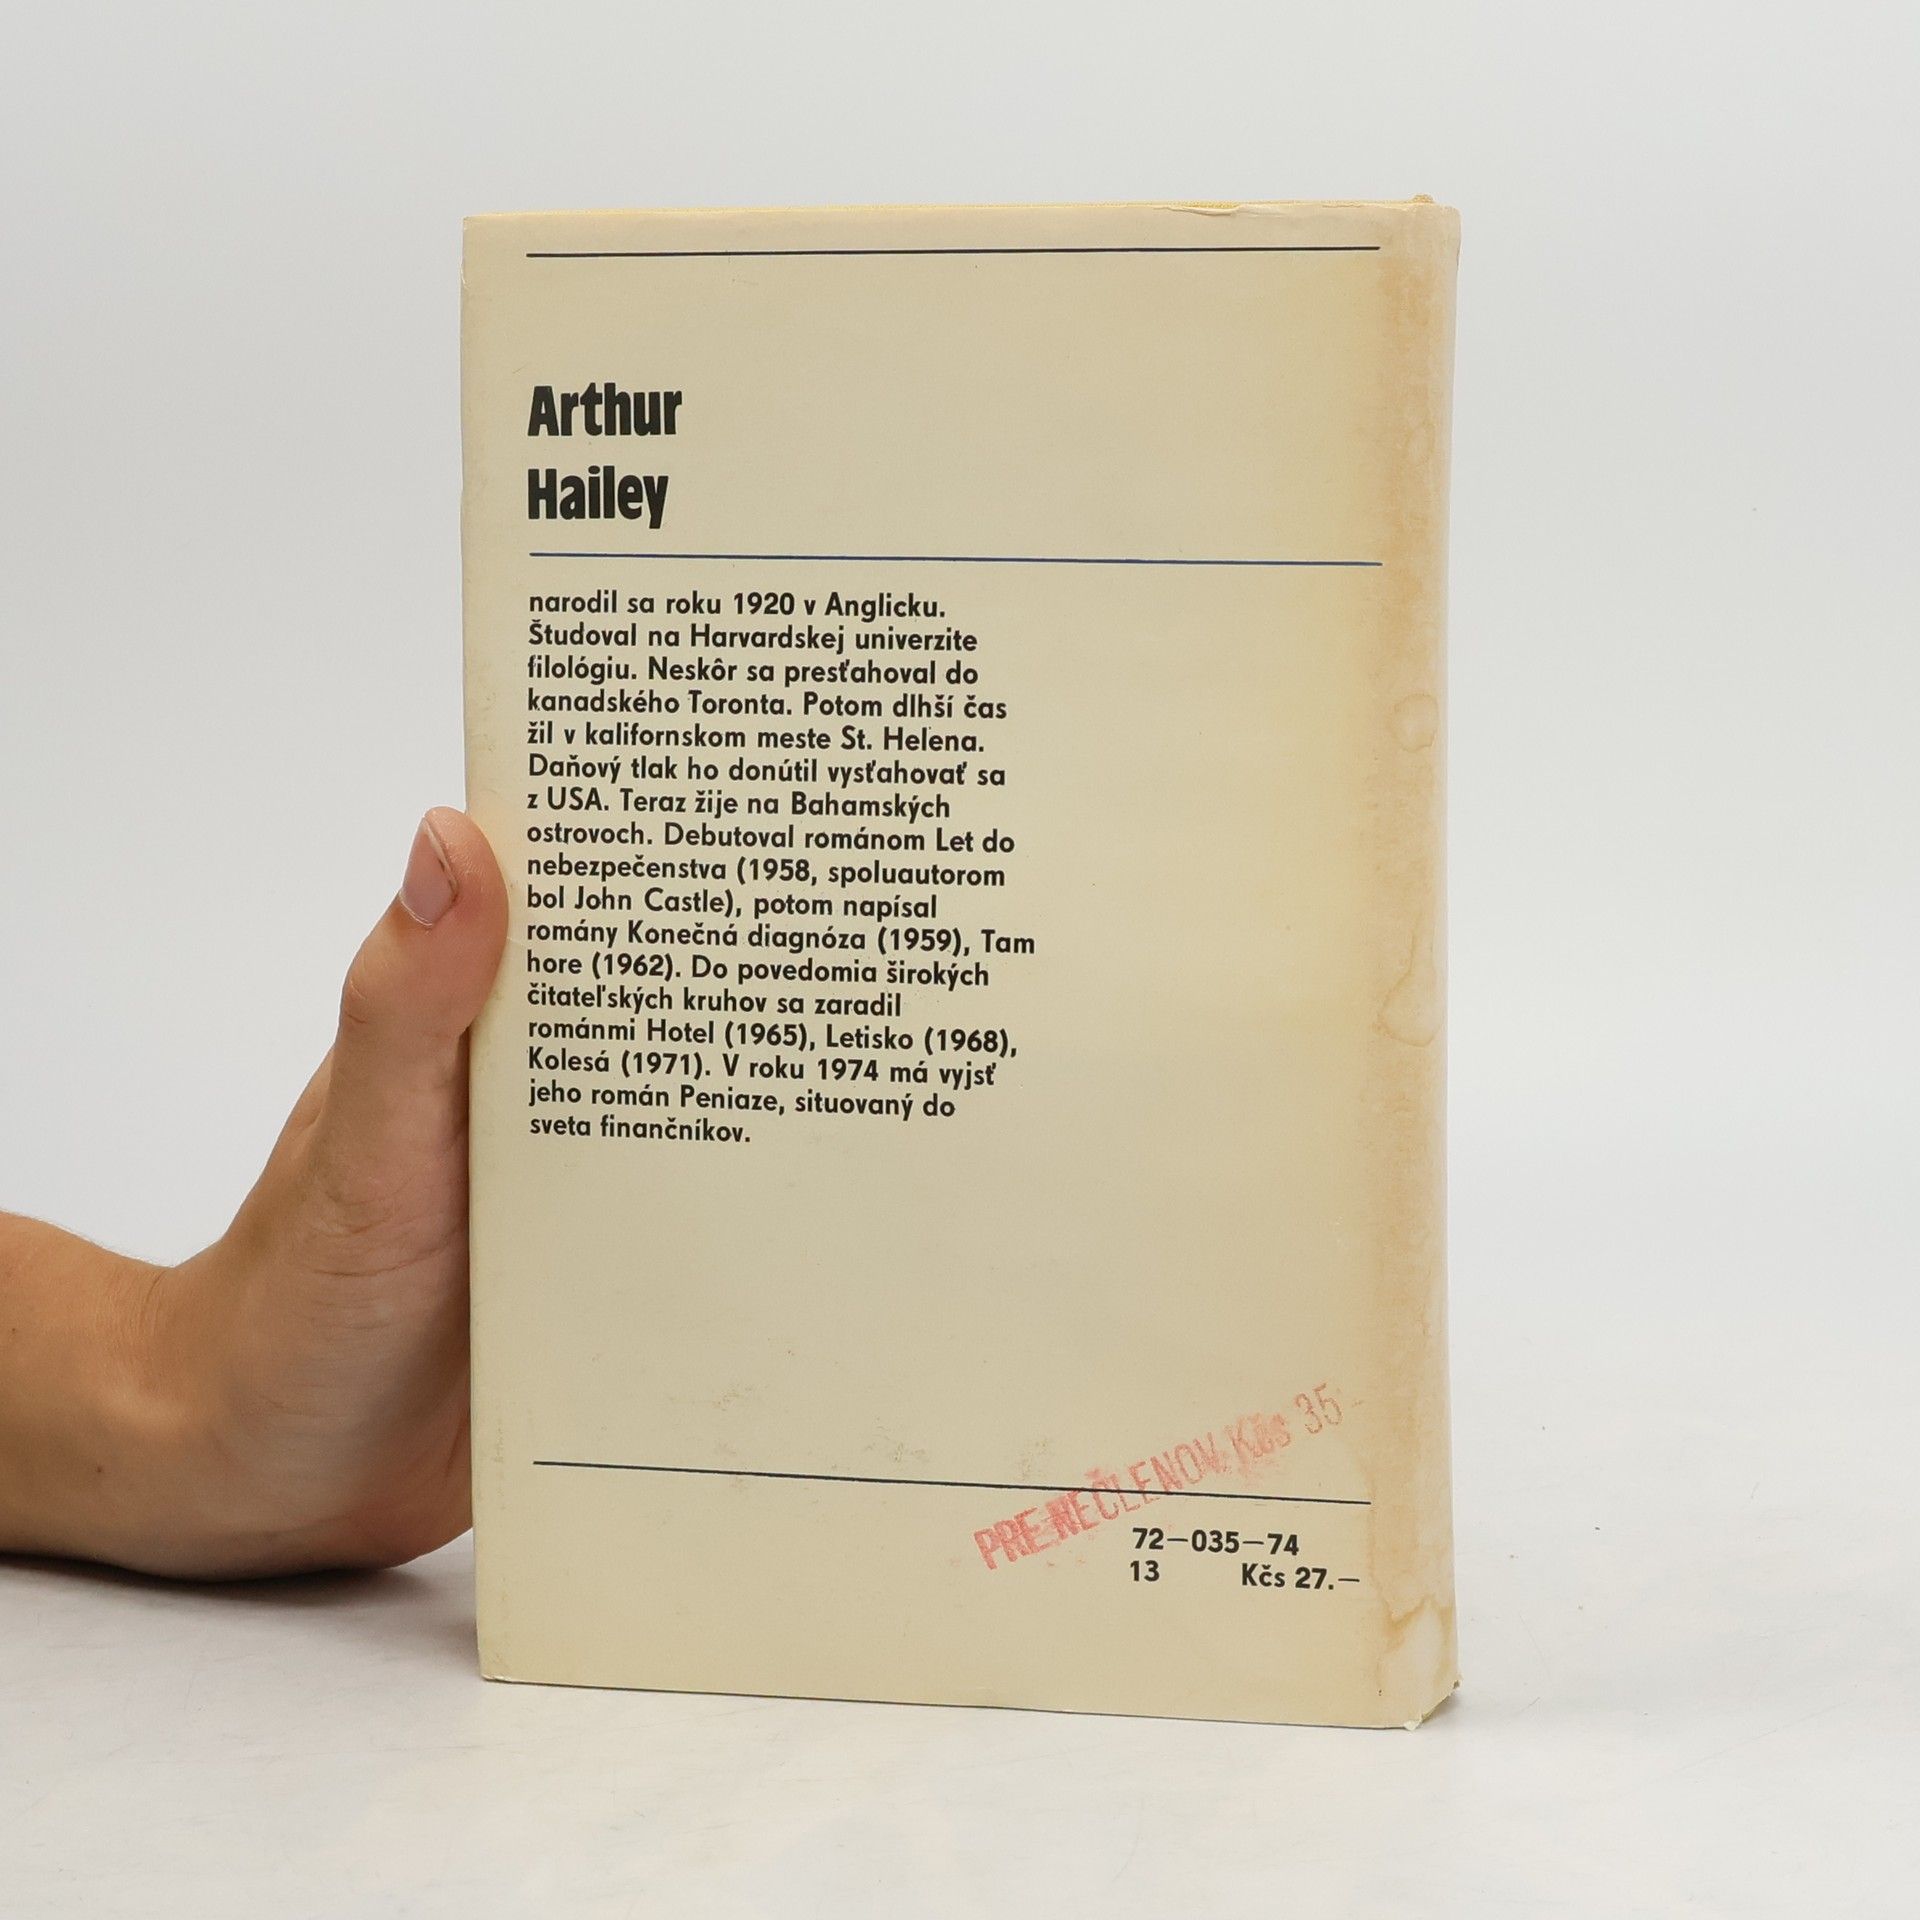 Arthur
Hailey
narodil sa roku 1920 v Anglicku.
Študoval na Harvardskej univerzite
filológiu. Neskôr sa presťahoval do
kanadského Toronta. Potom dlhší čas
žil v kalifornskom meste St. Helena.
Daňový tlak ho donútil vysťahovať sa
z USA. Teraz žije na Bahamských
ostrovoch. Debutoval románom Let do
nebezpečenstva (1958, spoluautorom
bol John Castle), potom napísal
romány Konečná diagnóza (1959), Tam
hore (1962). Do povedomia širokých
čitateľských kruhov sa zaradil
románmi Hotel (1965), Letisko (1968),
Kolesá (1971). V roku 1974 má vyjsť
jeho román Peniaze, situovaný do
sveta finančníkov.
PRE NEČLENOV Kčs 35
72—035—74
13 Kčs 27.—